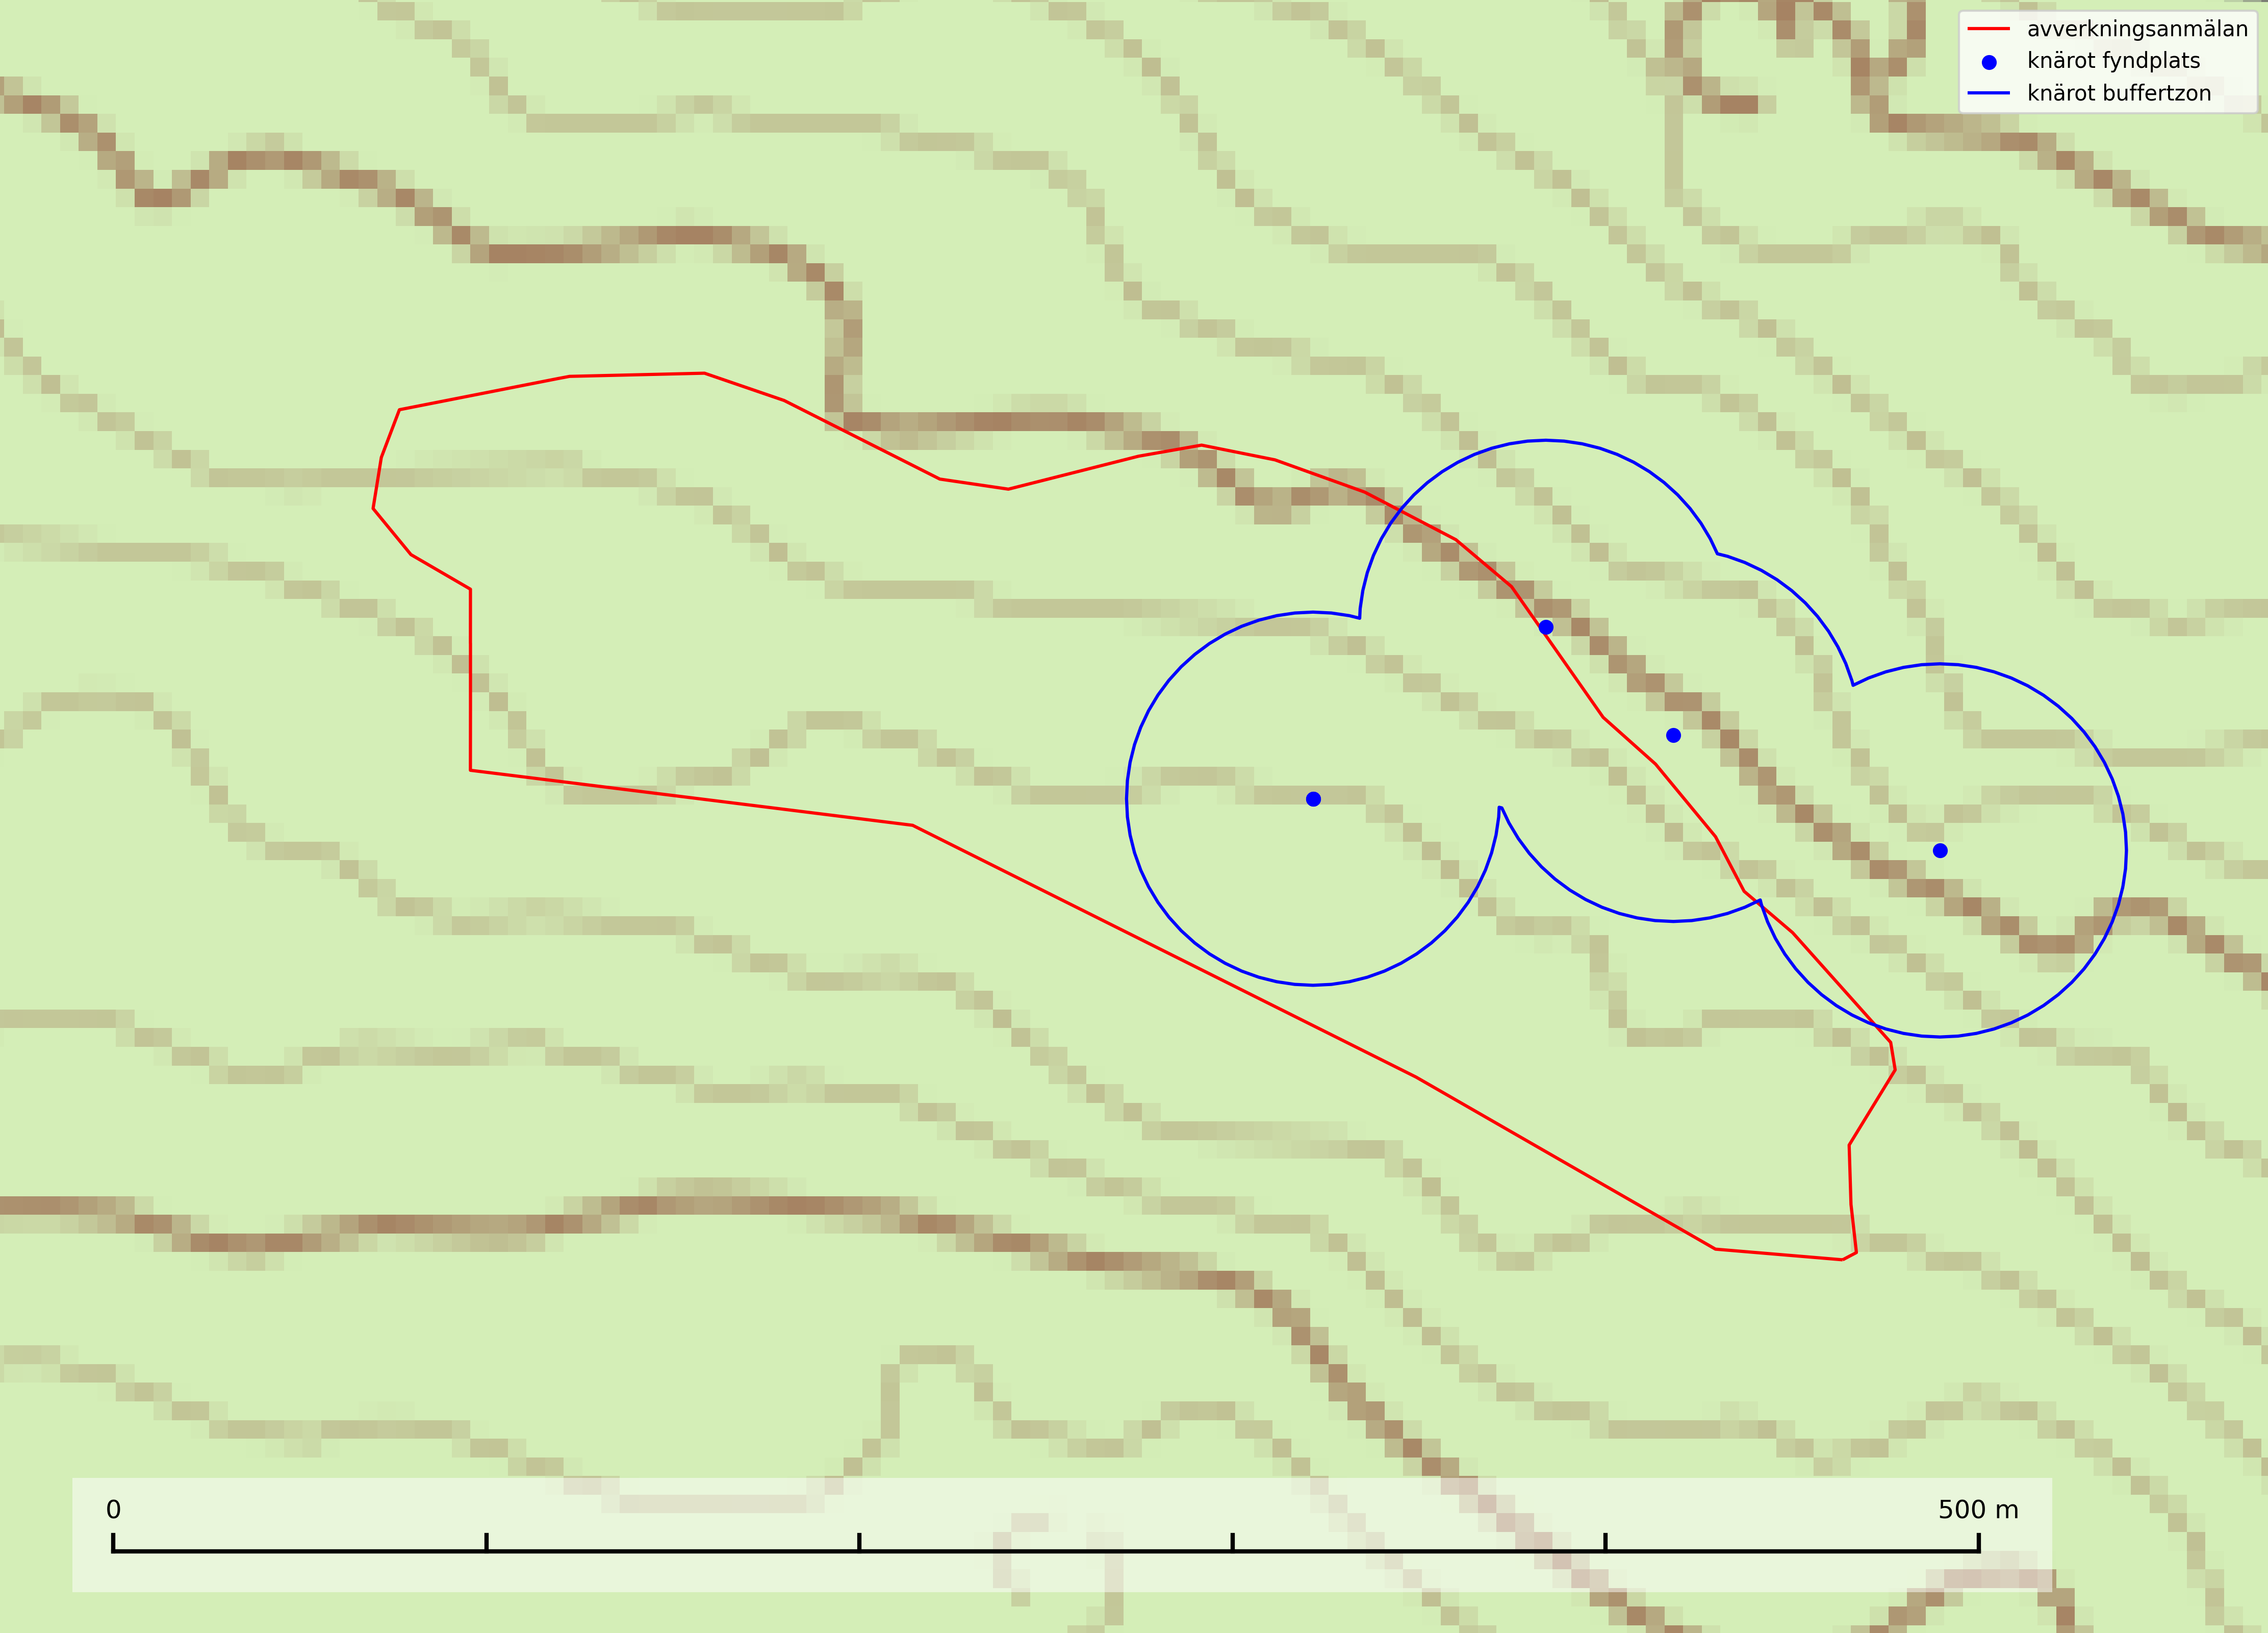 avverkningsanmälan
knärot fyndplats
knärot buffertzon
0 500 m